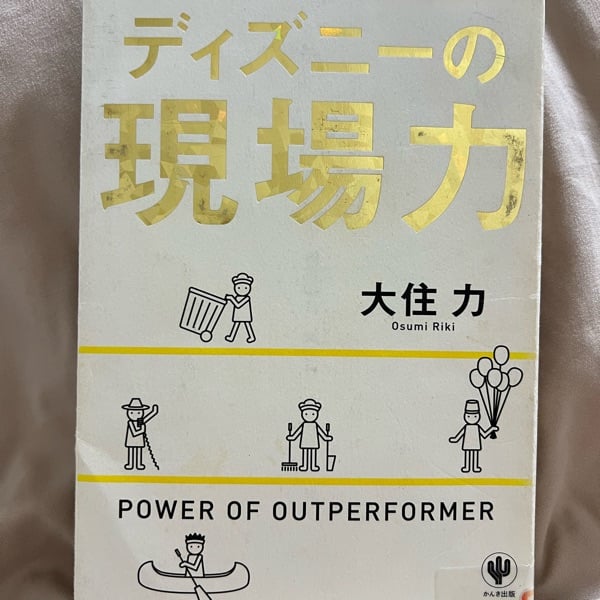 ディズニーの
現場力
大住 力
Osumi Riki
POWER OF OUTPERFORMER
かんき出版